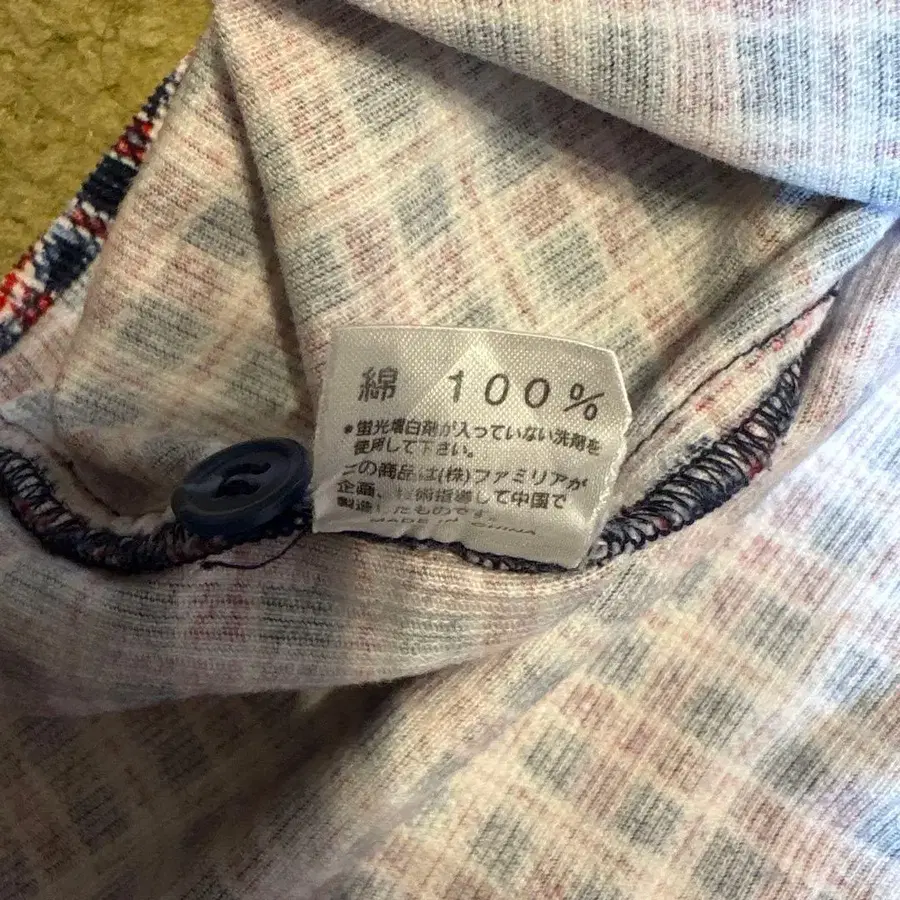 綿 100%
●蛍光増白剤が入っていない洗剤を
使用して下さい。
この商品は(株)ファミリアが
企画、技術指導して中国で
製造したものです
MADE IN CHINA